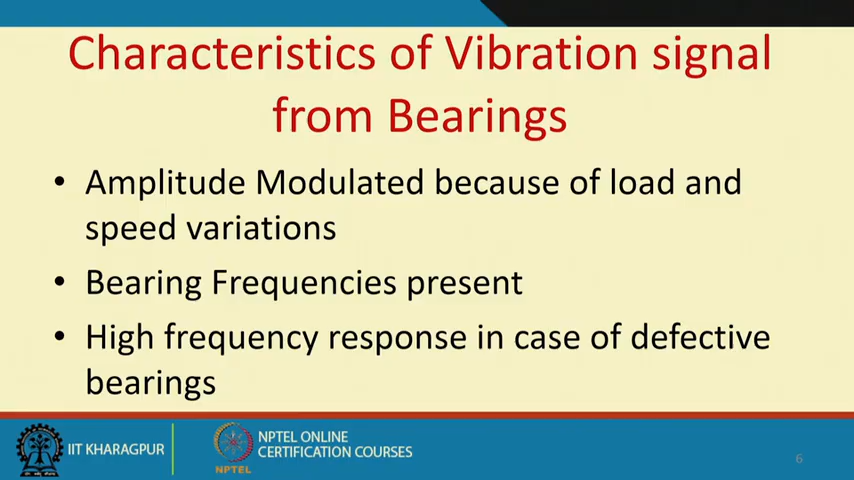 Characteristics of Vibration signal
from Bearings
• Amplitude Modulated because of load and
speed variations
• Bearing Frequencies present
• High frequency response in case of defective
bearings
IIT KHARAGPUR
NPTEL
NPTEL ONLINE
CERTIFICATION COURSES
6